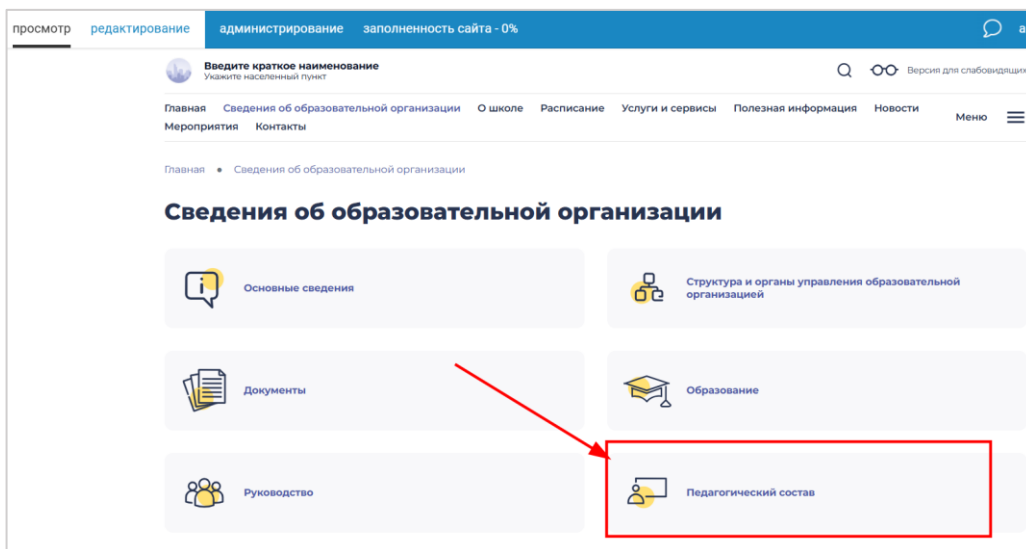 просмотр редактирование администрирование заполненность сайта - 0%
Введите краткое наименование
Укажите населенный пункт
Версия для слабовидящих
Главная Сведения об образовательной организации О школе Расписание Услуги и сервисы Полезная информация Новости
Мероприятия Контакты
Меню
Главная • Сведения об образовательной организации
Сведения об образовательной организации
Основные сведения
Структура и органы управления образовательной
организацией
Документы
Образование
Руководство
Педагогический состав